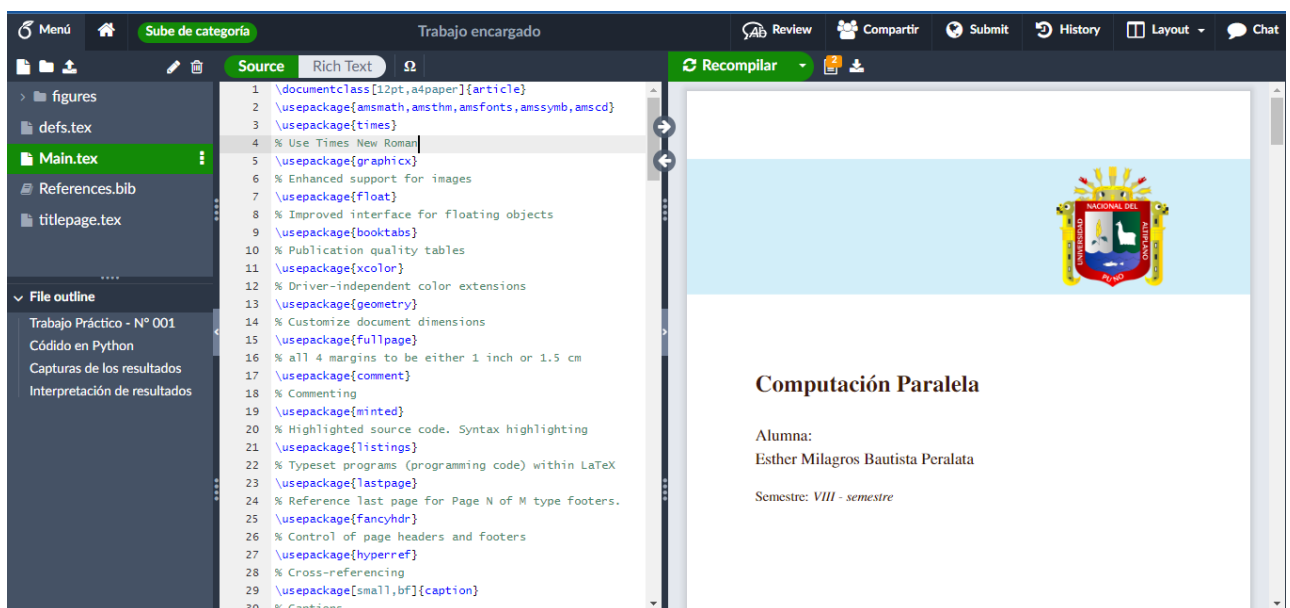 Menú
Sube de categoría
Trabajo encargado
Review
Compartir
Submit
History
Layout
Chat
Source
Rich Text
Ω
Recompilar
2
figures
defs.tex
Main.tex
References.bib
titlepage.tex
File outline
Trabajo Práctico - N° 001
Códido en Python
Capturas de los resultados
Interpretación de resultados
1 \documentclass[12pt,a4paper]{article}
2 \usepackage{amsmath,amsthm,amsfonts,amssymb,amscd}
3 \usepackage{times}
4 % Use Times New Roman
5 \usepackage{graphicx}
6 % Enhanced support for images
7 \usepackage{float}
8 % Improved interface for floating objects
9 \usepackage{booktabs}
10 % Publication quality tables
11 \usepackage{xcolor}
12 % Driver-independent color extensions
13 \usepackage{geometry}
14 % Customize document dimensions
15 \usepackage{fullpage}
16 % all 4 margins to be either 1 inch or 1.5 cm
17 \usepackage{comment}
18 % Commenting
19 \usepackage{minted}
20 % Highlighted source code. Syntax highlighting
21 \usepackage{listings}
22 % Typeset programs (programming code) within LaTeX
23 \usepackage{lastpage}
24 % Reference last page for Page N of M type footers.
25 \usepackage{fancyhdr}
26 % Control of page headers and footers
27 \usepackage{hyperref}
28 % Cross-referencing
29 \usepackage[small,bf]{caption}
30 % Captions
UNIVERSIDAD
NACIONAL DEL
ALTIPLANO
PUNO
Computación Paralela
Alumna:
Esther Milagros Bautista Peralata
Semestre: VIII - semestre